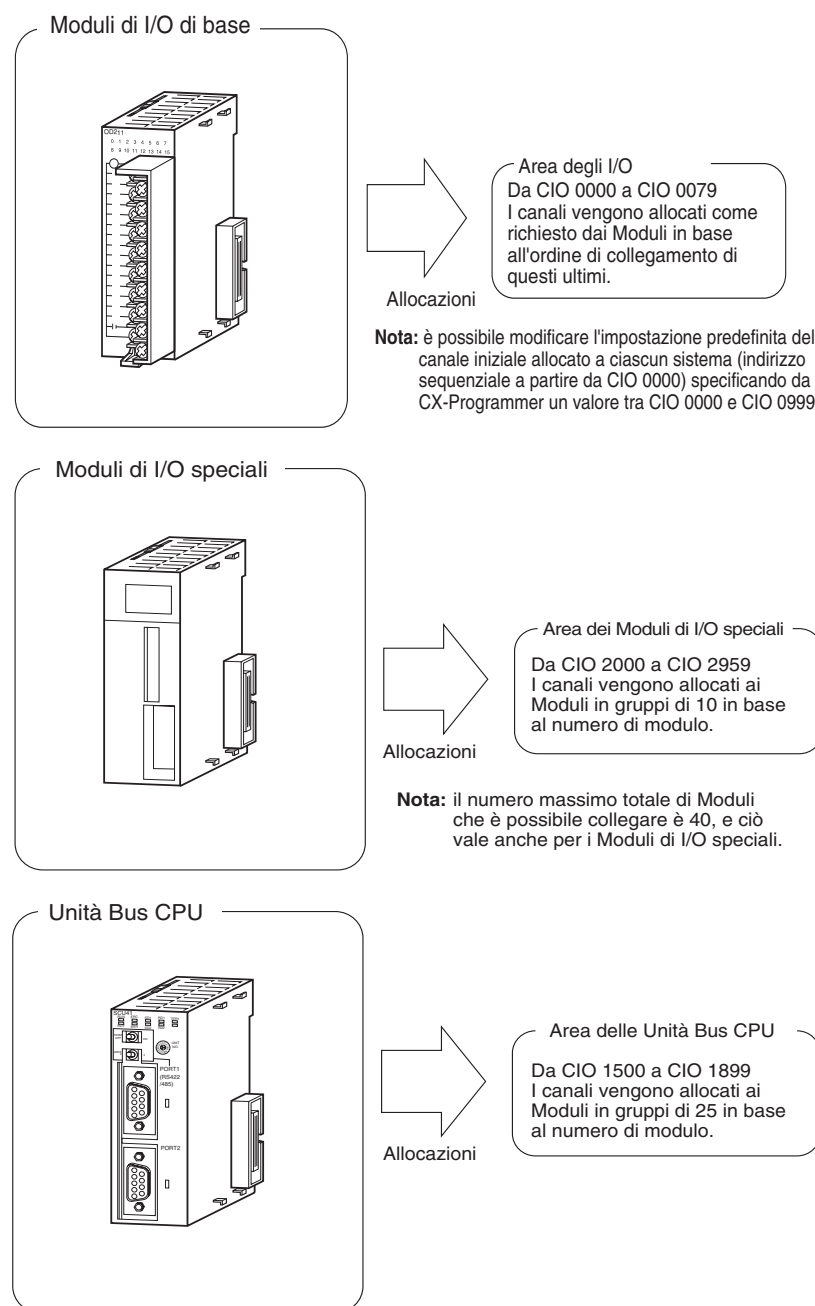 Moduli di I/O di base
OD211
0 1 2 3 4 5 6 7
8 9 10 11 12 13 14 15
Allocazioni
Area degli I/O
Da CIO 0000 a CIO 0079
I canali vengono allocati come
richiesto dai Moduli in base
all'ordine di collegamento di
questi ultimi.
Nota: è possibile modificare l'impostazione predefinita del
canale iniziale allocato a ciascun sistema (indirizzo
sequenziale a partire da CIO 0000) specificando da
CX-Programmer un valore tra CIO 0000 e CIO 0999
Moduli di I/O speciali
Allocazioni
Area dei Moduli di I/O speciali
Da CIO 2000 a CIO 2959
I canali vengono allocati ai
Moduli in gruppi di 10 in base
al numero di modulo.
Nota: il numero massimo totale di Moduli
che è possibile collegare è 40, e ciò
vale anche per i Moduli di I/O speciali.
Unità Bus CPU
SCU41
UNIT
NO.
PORT1
(RS422
/485)
PORT2
Allocazioni
Area delle Unità Bus CPU
Da CIO 1500 a CIO 1899
I canali vengono allocati ai
Moduli in gruppi di 25 in base
al numero di modulo.